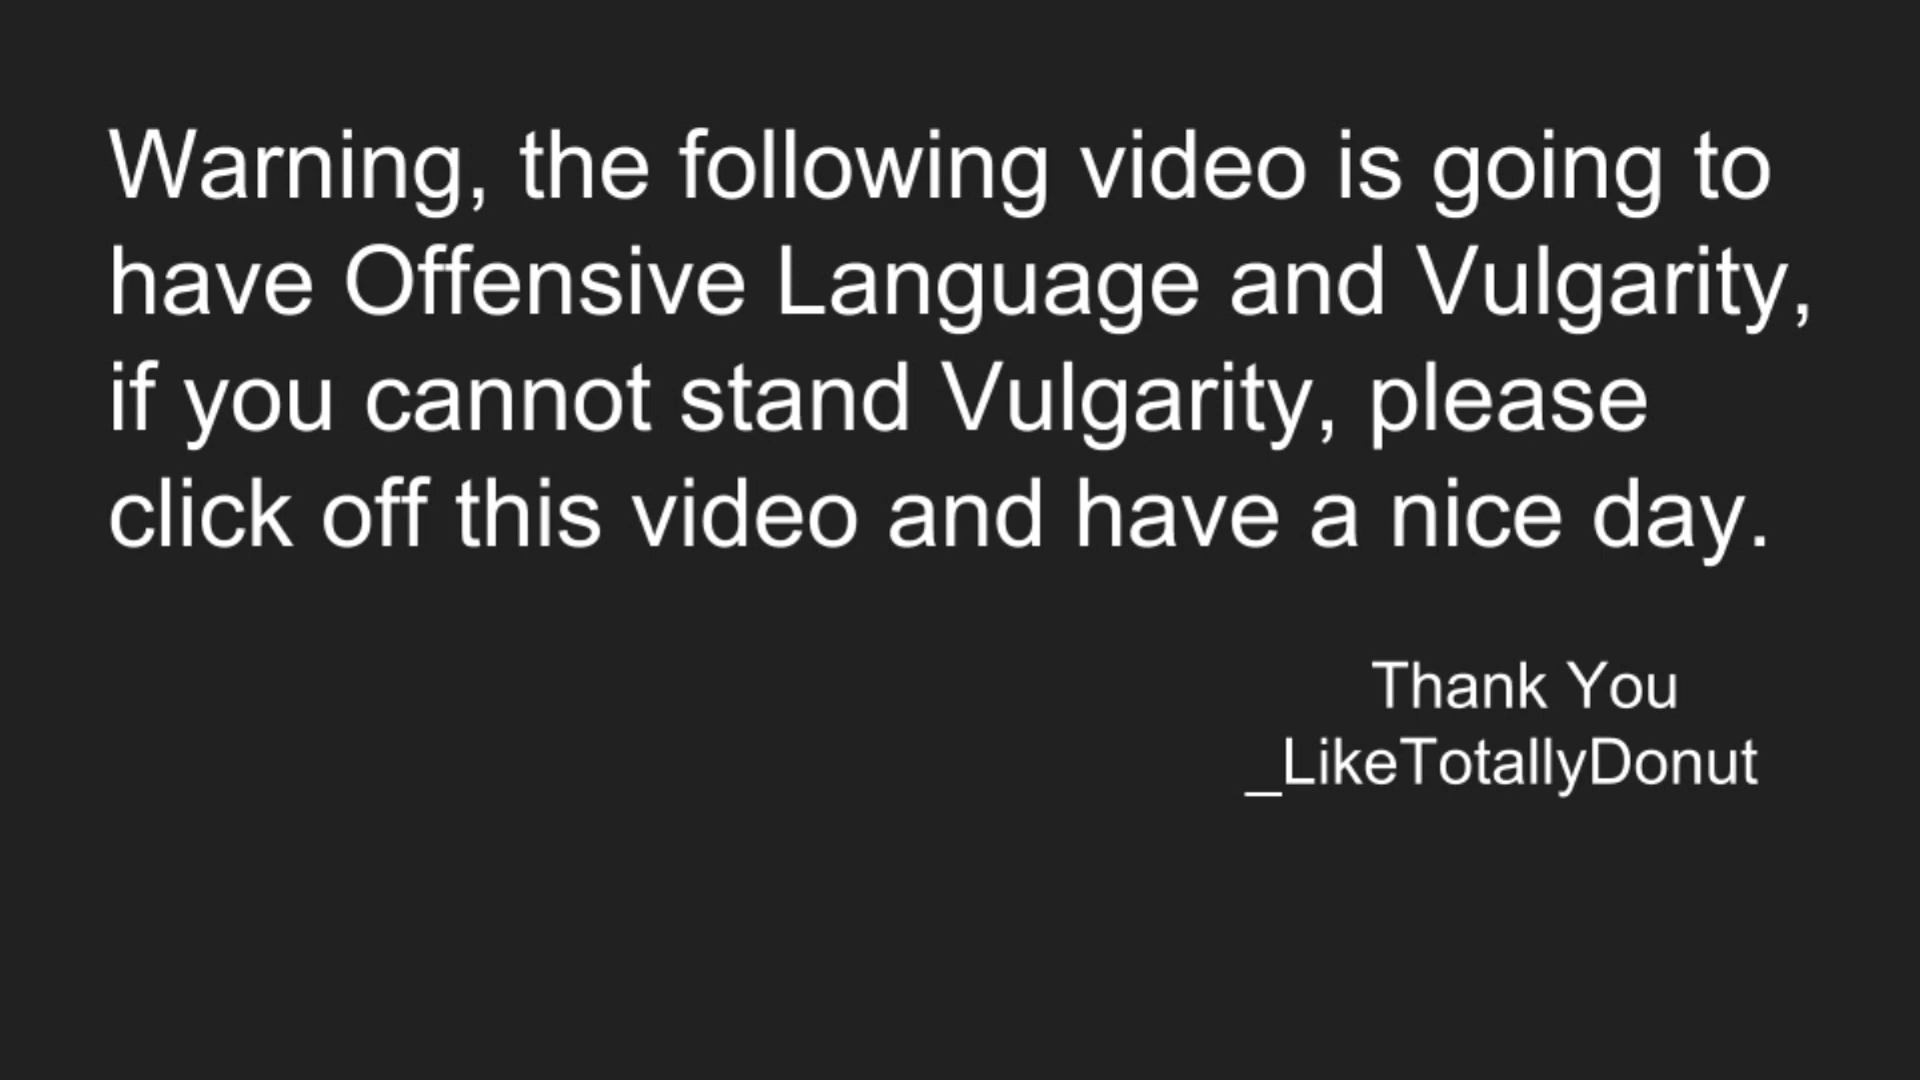 Warning, the following video is going to
have Offensive Language and Vulgarity,
if you cannot stand Vulgarity, please
click off this video and have a nice day.
Thank You
_LikeTotallyDonut